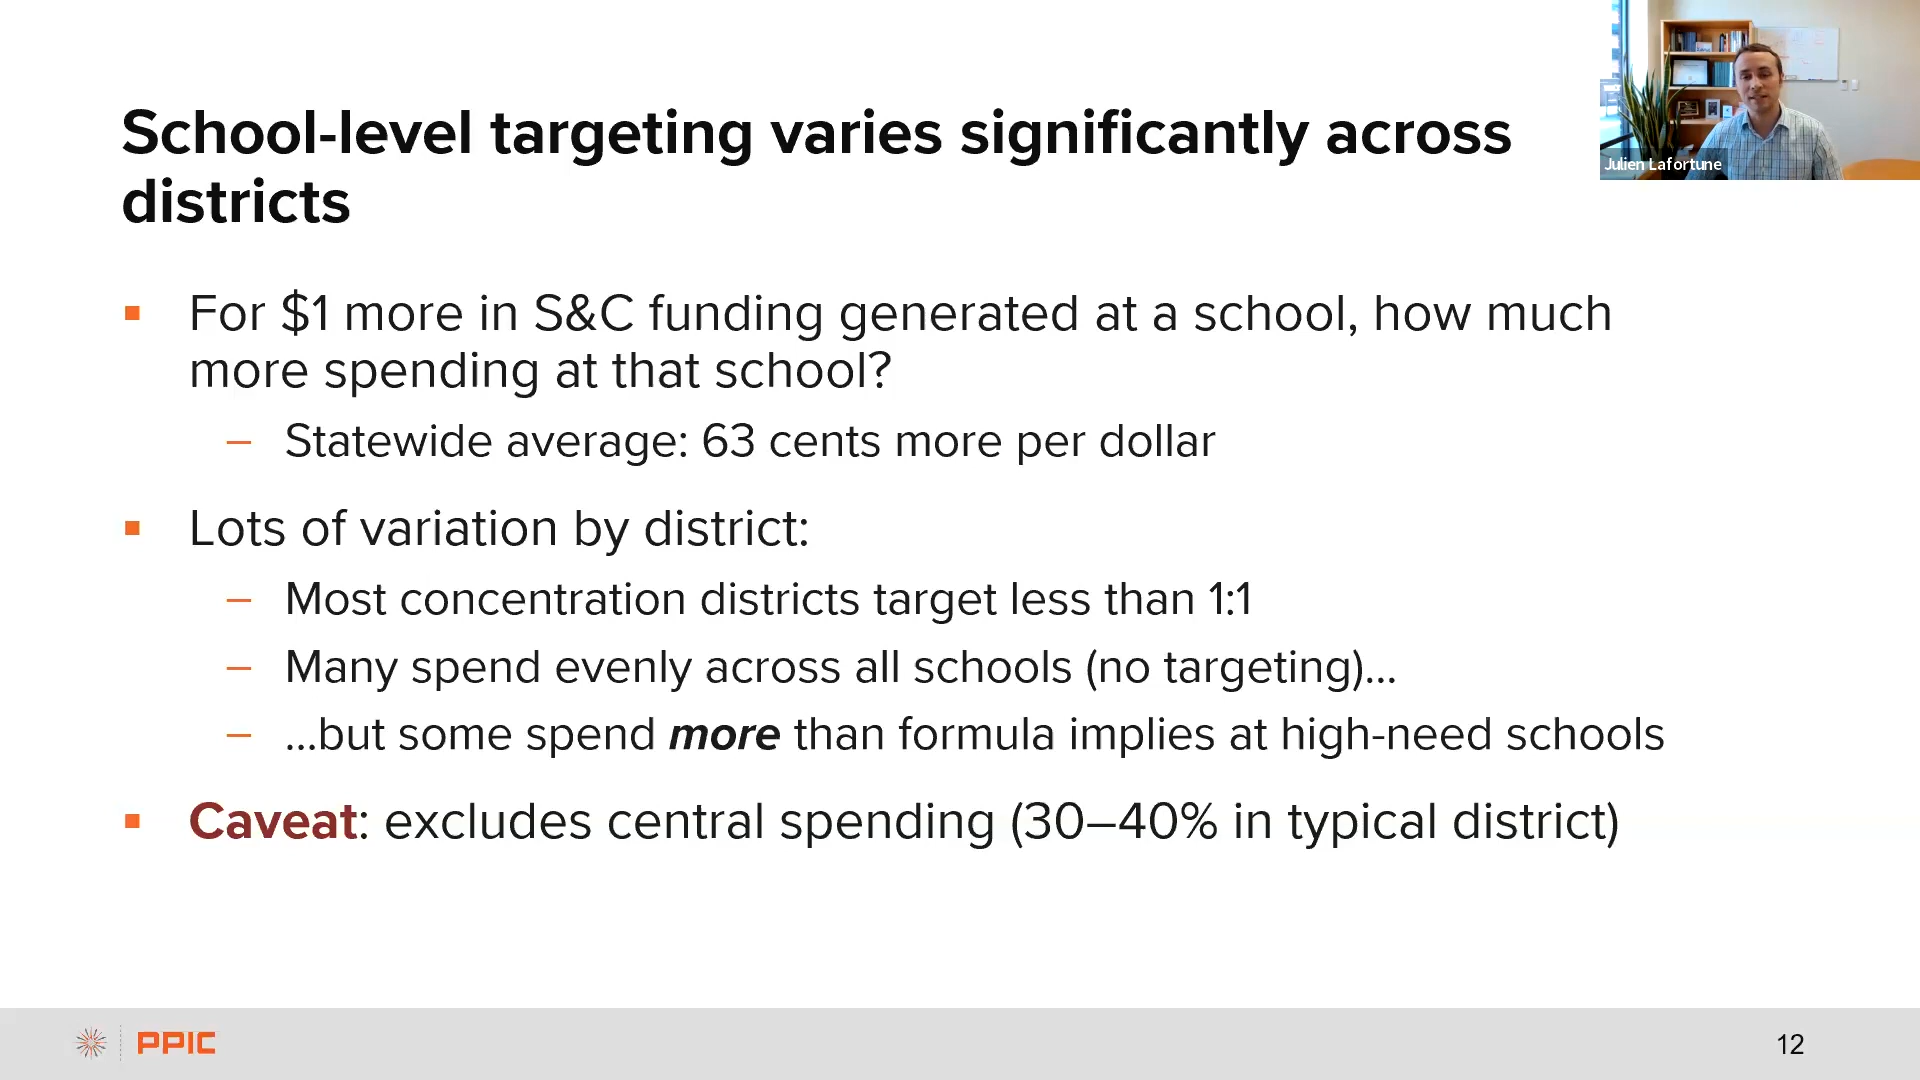 School-level targeting varies significantly across
districts
Julien Lafortune
▪ For $1 more in S&C funding generated at a school, how much
more spending at that school?
– Statewide average: 63 cents more per dollar
▪ Lots of variation by district:
– Most concentration districts target less than 1:1
– Many spend evenly across all schools (no targeting)...
– ...but some spend more than formula implies at high-need schools
▪ Caveat: excludes central spending (30–40% in typical district)
PPIC
12